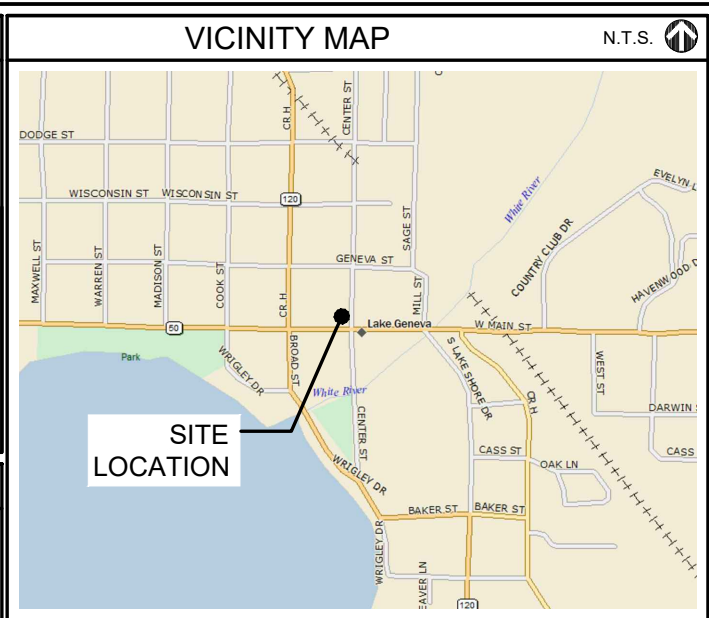 VICINITY MAP
N.T.S.
CR H
CENTER ST
DODGE ST
EVELYN
WISCONSIN ST
WISCONSIN ST
120
White River
SAGE ST
COUNTRY CLUB DR
MAXWELL ST
WARREN ST
MADISON ST
COOK ST
GENEVA ST
HAVENWOOD D
CR H
MILL ST
50
Lake Geneva
W MAIN ST
Park
WRIGLEY DR
BROAD ST
S LAKE SHORE DR
WEST ST
White River
CR H
DARWIN
SITE
LOCATION
CENTER ST
CASS ST
CASS
WRIGLEY DR
OAK LN
BAKER ST
BAKER ST
WRIGLEY DR
EAVER LN
120